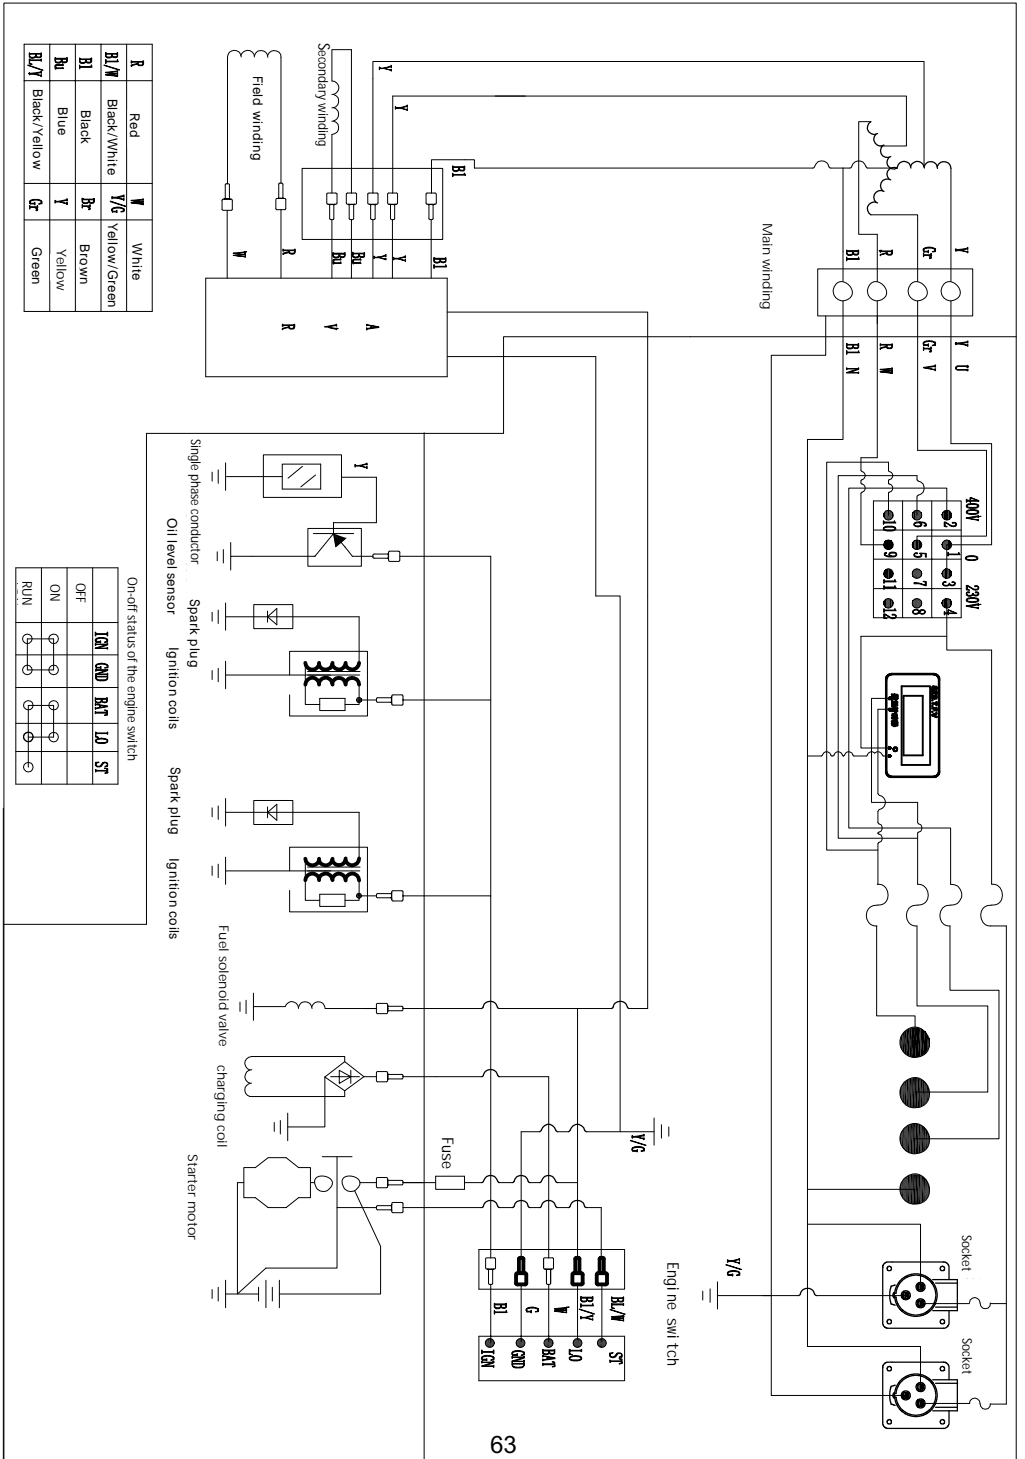 R Red W White
Bl/W Black/White Y/G Yellow/Green
Bl Black Br Brown
Bu Blue Y Yellow
BL/Y Black/Yellow Gr Green
Field winding
Secondary winding
Y
Y
Bl
Main winding
Bl
R
Gr
Y
W
R
Bu
Bu
Y
Y
Bl
A V R
Bl N
R W
Gr V
Y U
400V 0 230V
2 1 3 4
6 5 7 8
10 9 11 12
Single phase conductor
Y
Oil level sensor
Spark plug
Ignition coils
Spark plug
Ignition coils
Fuel solenoid valve
charging coil
Starter motor
Fuse
Y/G
On-off status of the engine switch
IGN GND BAT LO ST
OFF
ON
RUN
Engine switch
Bl
G
W
Bl/Y
BL/W
IGN
GND
BAT
LO
ST
Y/G
Socket
Socket
63